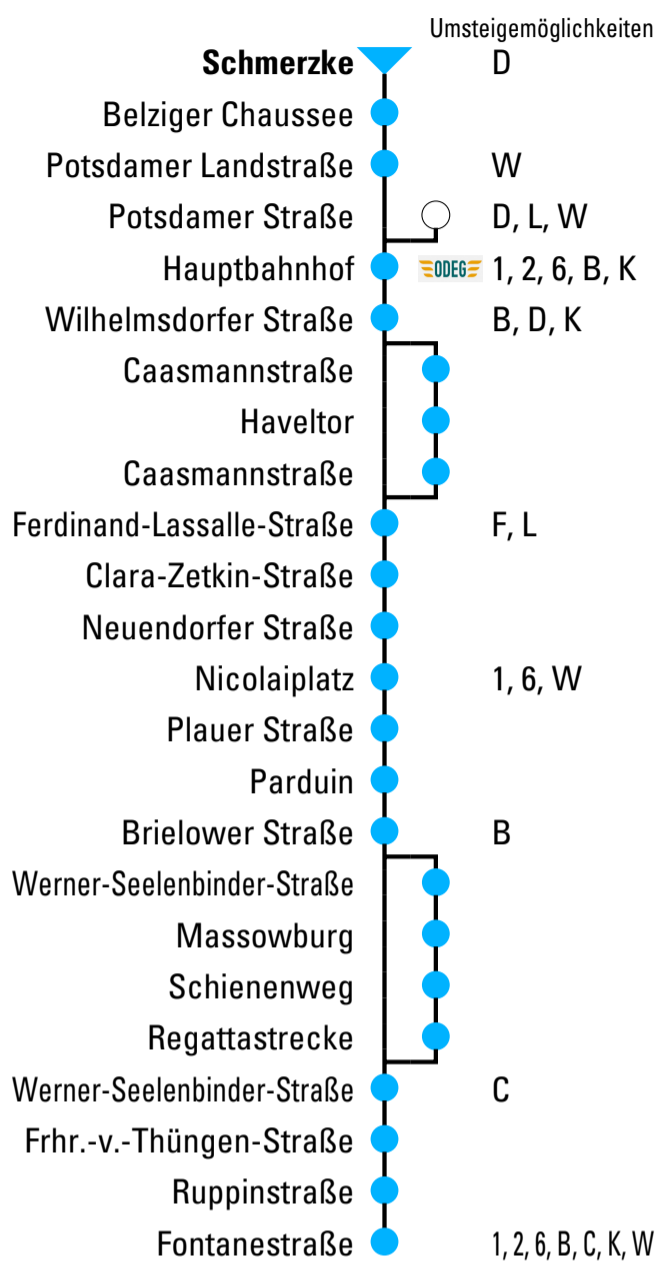 Umsteigemöglichkeiten
Schmerzke D
Belziger Chaussee
Potsdamer Landstraße W
Potsdamer Straße D, L, W
Hauptbahnhof ODEG 1, 2, 6, B, K
Wilhelmsdorfer Straße B, D, K
Caasmannstraße
Haveltor
Caasmannstraße
Ferdinand-Lassalle-Straße F, L
Clara-Zetkin-Straße
Neuendorfer Straße
Nicolaiplatz 1, 6, W
Plauer Straße
Parduin
Brielower Straße B
Werner-Seelenbinder-Straße
Massowburg
Schienenweg
Regattastrecke
Werner-Seelenbinder-Straße C
Frhr.-v.-Thüngen-Straße
Ruppinstraße
Fontanestraße 1, 2, 6, B, C, K, W